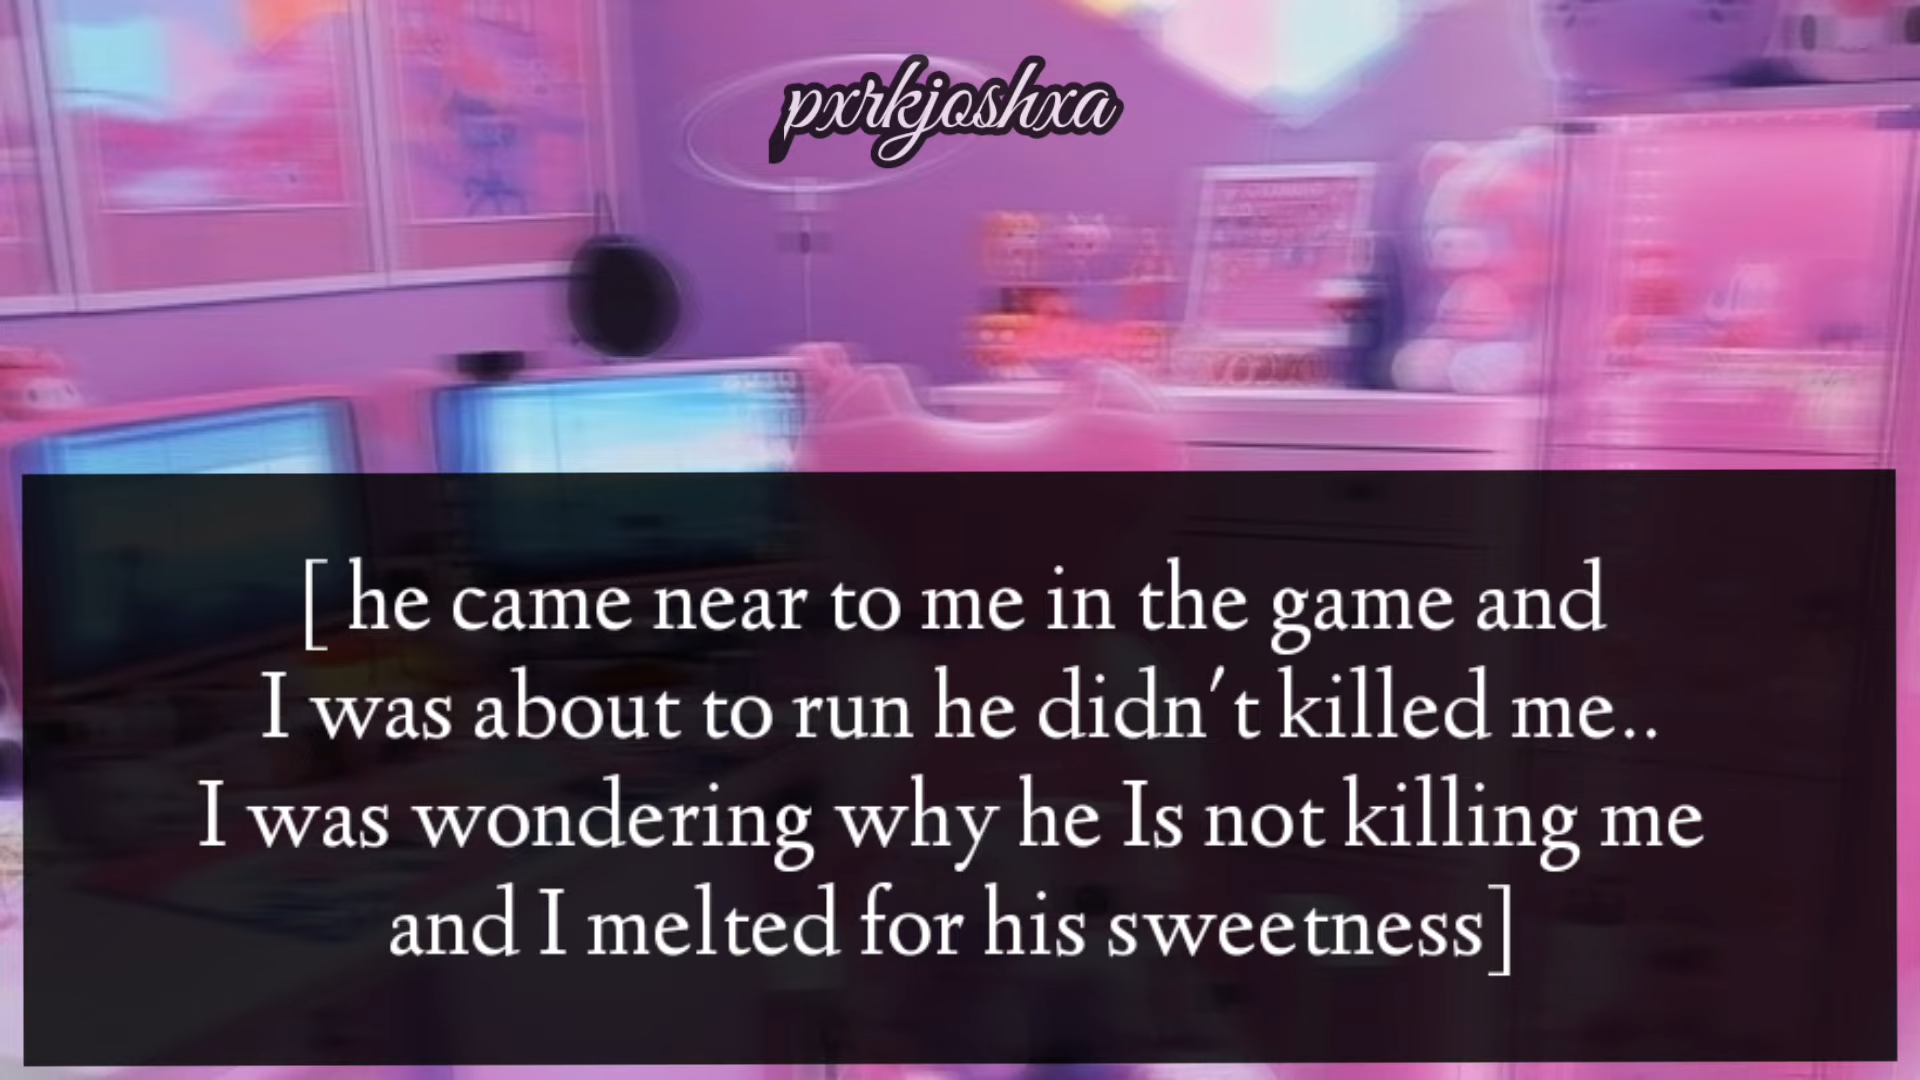 pxrkjoshxa
[ he came near to me in the game and
I was about to run he didn't killed me..
I was wondering why he Is not killing me
and I melted for his sweetness]